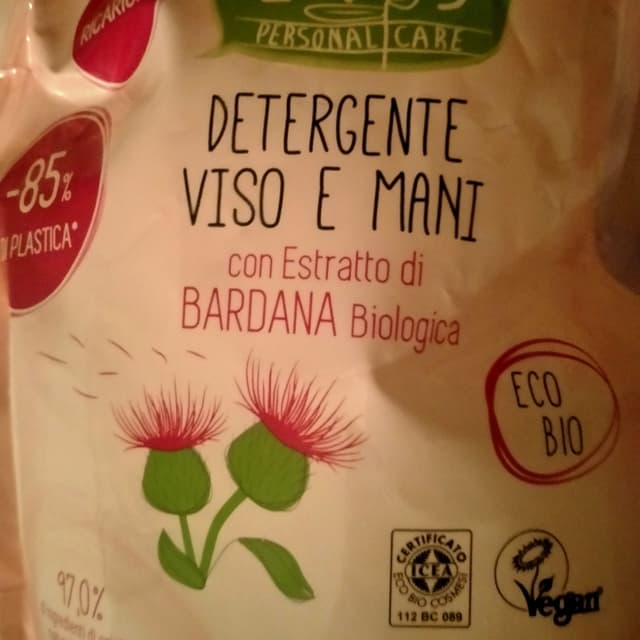 PERSONAL CARE
DETERGENTE
VISO E MANI
con Estratto di
BARDANA Biologica
-85%
DI PLASTICA*
ECO
BIO
CERTIFICATO
ICEA
ECO BIO COSMESI
112 BC 089
Vegan
97,0%